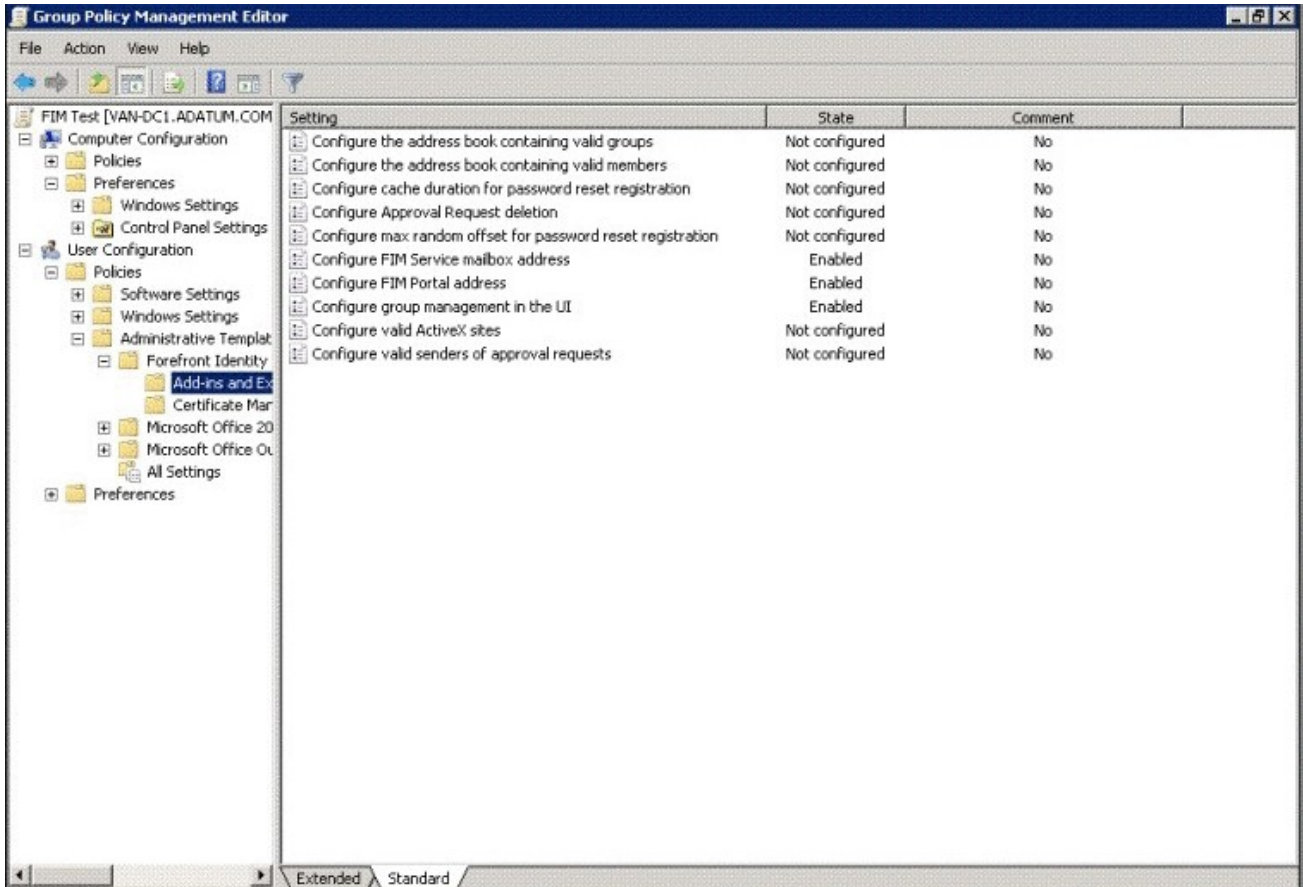 Group Policy Management Editor
File Action View Help
FIM Test [VAN-DC1.ADATUM.COM
Computer Configuration
Policies
Preferences
Windows Settings
Control Panel Settings
User Configuration
Policies
Software Settings
Windows Settings
Administrative Templat
Forefront Identity
Add-ins and Ex
Certificate Mar
Microsoft Office 20
Microsoft Office Ou
All Settings
Preferences
Setting State Comment
Configure the address book containing valid groups Not configured No
Configure the address book containing valid members Not configured No
Configure cache duration for password reset registration Not configured No
Configure Approval Request deletion Not configured No
Configure max random offset for password reset registration Not configured No
Configure FIM Service mailbox address Enabled No
Configure FIM Portal address Enabled No
Configure group management in the UI Enabled No
Configure valid ActiveX sites Not configured No
Configure valid senders of approval requests Not configured No
Extended Standard